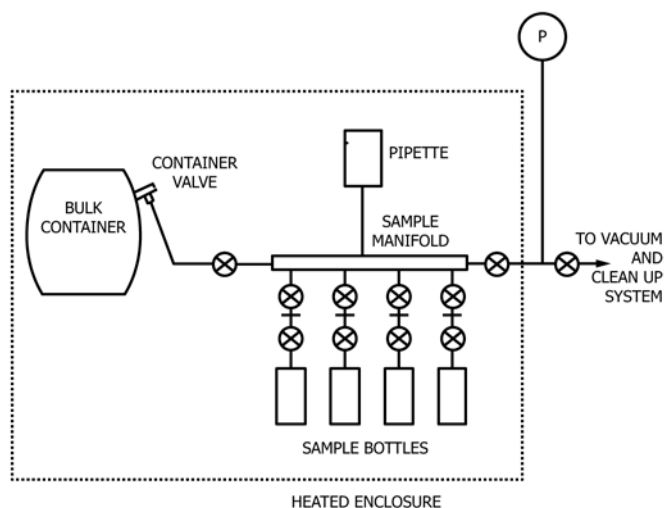 P
PIPETTE
CONTAINER
VALVE
BULK
CONTAINER
SAMPLE
MANIFOLD
TO VACUUM
AND
CLEAN UP
SYSTEM
SAMPLE BOTTLES
HEATED ENCLOSURE